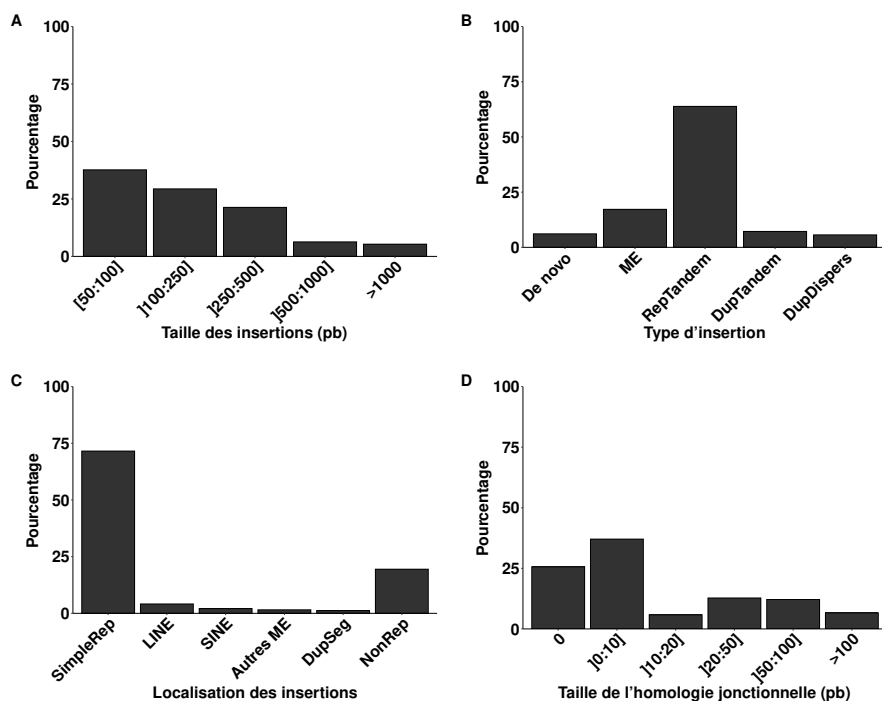 A
100
75
50
25
0
Pourcentage
[50:100]
]100:250]
]250:500]
]500:1000]
>1000
Taille des insertions (pb)
B
100
75
50
25
0
Pourcentage
De novo
ME
RepTandem
DupTandem
DupDispers
Type d'insertion
C
100
75
50
25
0
Pourcentage
SimpleRep
LINE
SINE
Autres ME
DupSeg
NonRep
Localisation des insertions
D
100
75
50
25
0
Pourcentage
0
]0:10]
]10:20]
]20:50]
]50:100]
>100
Taille de l'homologie jonctionnelle (pb)